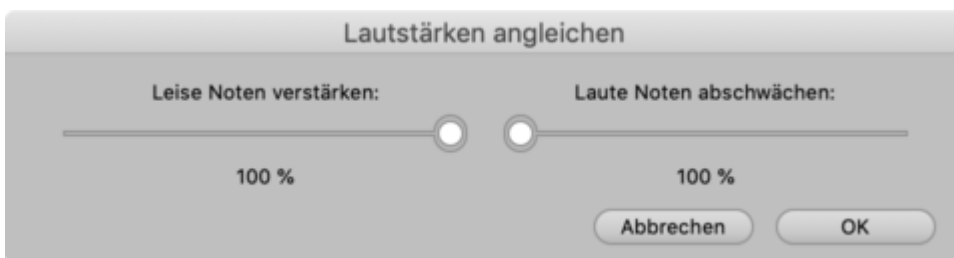 Lautstärken angleichen
Leise Noten verstärken:
Laute Noten abschwächen:
100 %
100 %
Abbrechen
OK